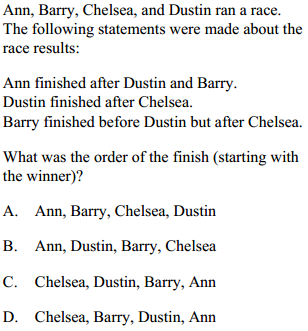 Ann, Barry, Chelsea, and Dustin ran a race.
The following statements were made about the
race results:
Ann finished after Dustin and Barry.
Dustin finished after Chelsea.
Barry finished before Dustin but after Chelsea.
What was the order of the finish (starting with
the winner)?
A. Ann, Barry, Chelsea, Dustin
B. Ann, Dustin, Barry, Chelsea
C. Chelsea, Dustin, Barry, Ann
D. Chelsea, Barry, Dustin, Ann